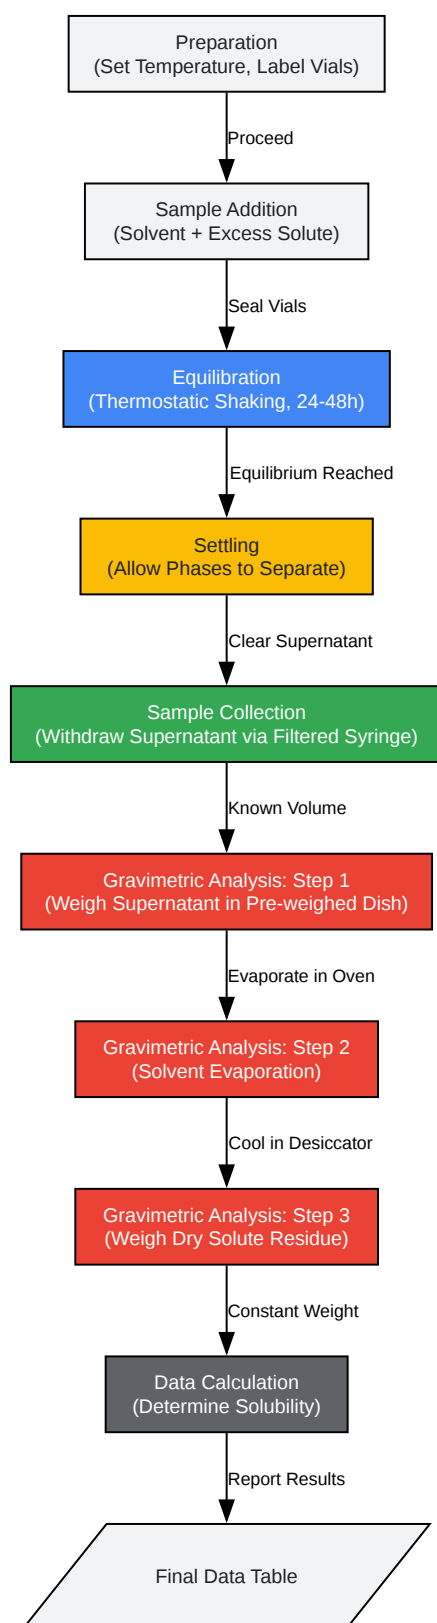 Preparation
(Set Temperature, Label Vials)
Proceed
Sample Addition
(Solvent + Excess Solute)
Seal Vials
Equilibration
(Thermostatic Shaking, 24-48h)
Equilibrium Reached
Settling
(Allow Phases to Separate)
Clear Supernatant
Sample Collection
(Withdraw Supernatant via Filtered Syringe)
Known Volume
Gravimetric Analysis: Step 1
(Weigh Supernatant in Pre-weighed Dish)
Evaporate in Oven
Gravimetric Analysis: Step 2
(Solvent Evaporation)
Cool in Desiccator
Gravimetric Analysis: Step 3
(Weigh Dry Solute Residue)
Constant Weight
Data Calculation
(Determine Solubility)
Report Results
Final Data Table